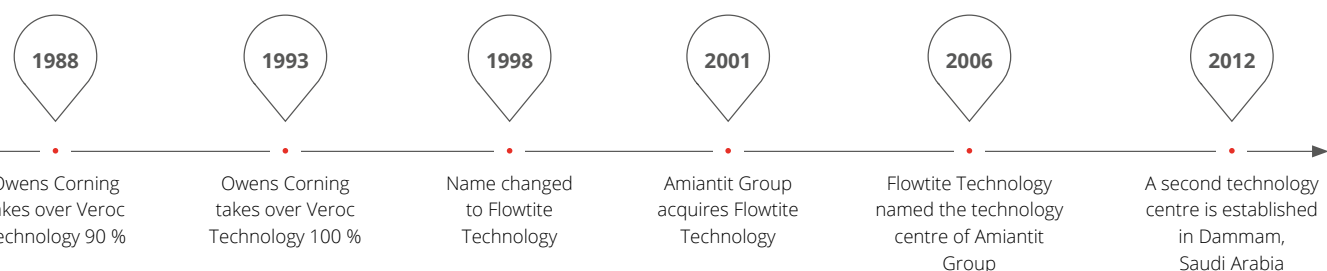 1988
1993
1998
2001
2006
2012
Owens Corning
takes over Veroc
Technology 90 %
Owens Corning
takes over Veroc
Technology 100 %
Name changed
to Flowtite
Technology
Amiantit Group
acquires Flowtite
Technology
Flowtite Technology
named the technology
centre of Amiantit
Group
A second technology
centre is established
in Dammam,
Saudi Arabia